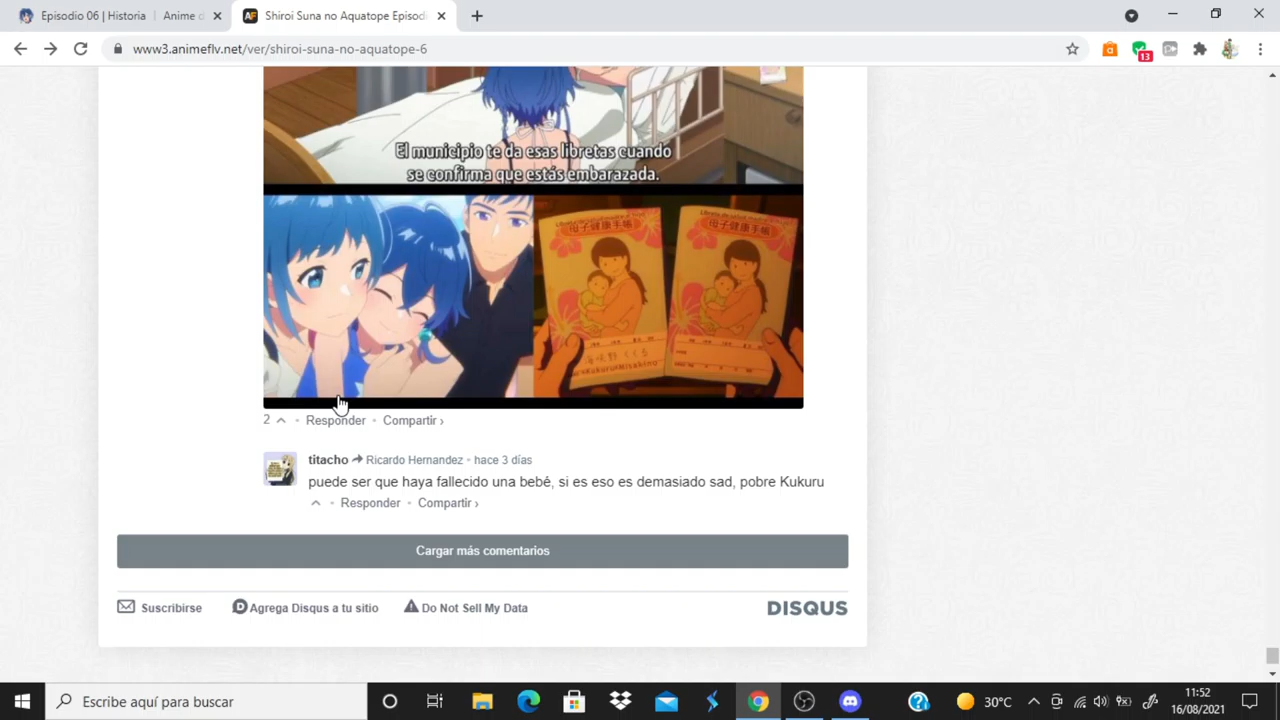 Episodio 06 | Historia | Anime d
Shiroi Suna no Aquatope Episodi
www3.animeflv.net/ver/shiroi-suna-no-aquatope-6
13
El municipio te da esas libretas cuando
se confirma que estás embarazada.
母子健康手帳
母子健康手帳
2 • Responder • Compartir ›
titacho Ricardo Hernandez • hace 3 días
puede ser que haya fallecido una bebé, si es eso es demasiado sad, pobre Kukuru
• Responder • Compartir ›
Cargar más comentarios
Suscribirse
Agrega Disqus a tu sitio
Do Not Sell My Data
DISQUS
Escribe aquí para buscar
30°C
11:52
16/08/2021